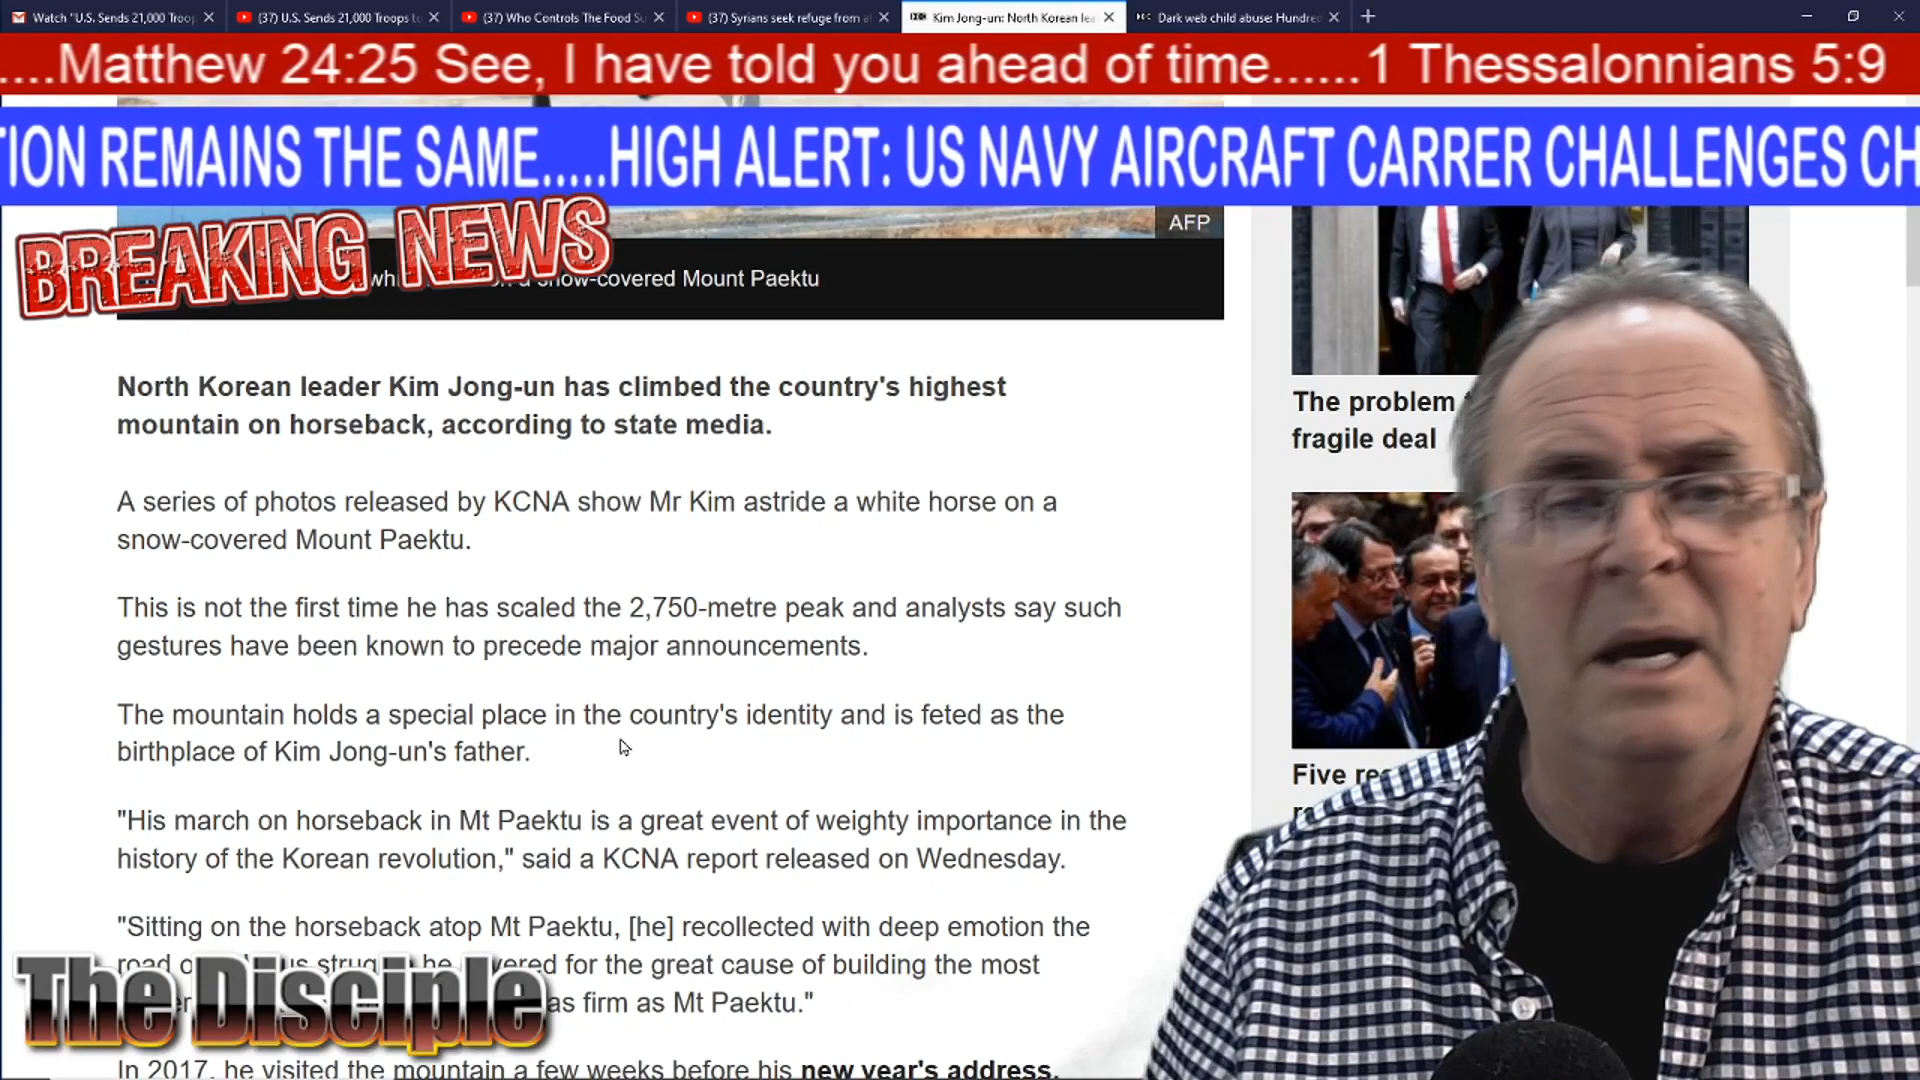 Watch "U.S. Sends 21,000 Troop
(37) U.S. Sends 21,000 Troops to
(37) Who Controls The Food Su
(37) Syrians seek refuge from a
Kim Jong-un: North Korean lea
Dark web child abuse: Hundred
....Matthew 24:25 See, I have told you ahead of time......1 Thessalonnians 5:9
TION REMAINS THE SAME.....HIGH ALERT: US NAVY AIRCRAFT CARRER CHALLENGES CH
AFP
BREAKING NEWS
snow-covered Mount Paektu
North Korean leader Kim Jong-un has climbed the country's highest
mountain on horseback, according to state media.
A series of photos released by KCNA show Mr Kim astride a white horse on a
snow-covered Mount Paektu.
This is not the first time he has scaled the 2,750-metre peak and analysts say such
gestures have been known to precede major announcements.
The mountain holds a special place in the country's identity and is feted as the
birthplace of Kim Jong-un's father.
"His march on horseback in Mt Paektu is a great event of weighty importance in the
history of the Korean revolution," said a KCNA report released on Wednesday.
"Sitting on the horseback atop Mt Paektu, [he] recollected with deep emotion the
road for the great cause of building the most
as firm as Mt Paektu."
In 2017, he visited the mountain a few weeks before his new year's address.
The problem
fragile deal
Five
The Disciple